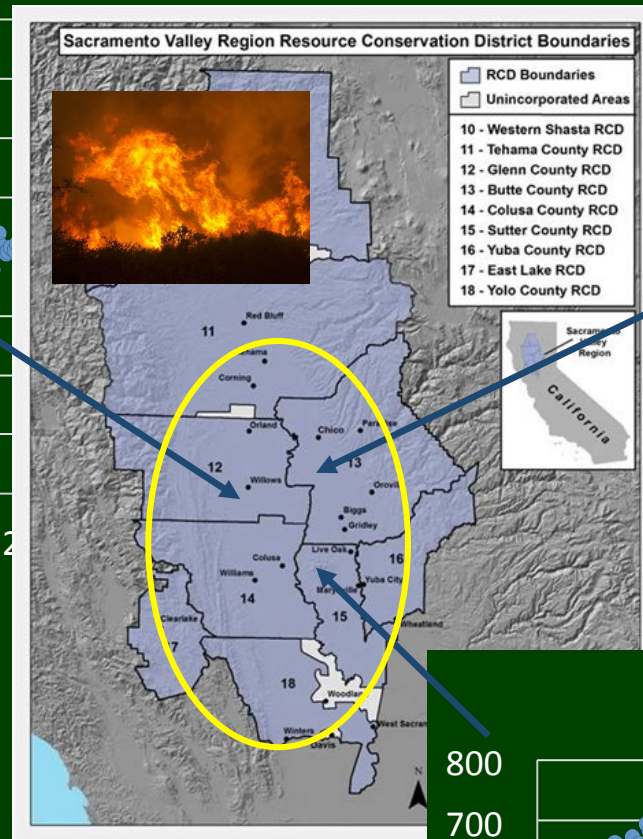 Sacramento Valley Region Resource Conservation District Boundaries
RCD Boundaries
Unincorporated Areas
10 - Western Shasta RCD
11 - Tehama County RCD
12 - Glenn County RCD
13 - Butte County RCD
14 - Colusa County RCD
15 - Sutter County RCD
16 - Yuba County RCD
17 - East Lake RCD
18 - Yolo County RCD
Sacramento
Valley
Region
California
11
Red Bluff
Corning
Orland
Chico
12
13
Willows
Biggs
Gridley
Live Oak
16
Colusa
Williams
Yuba City
14
15
Clearlake
Wheatland
18
Woodland
Winters
Davis
N
2
800
700